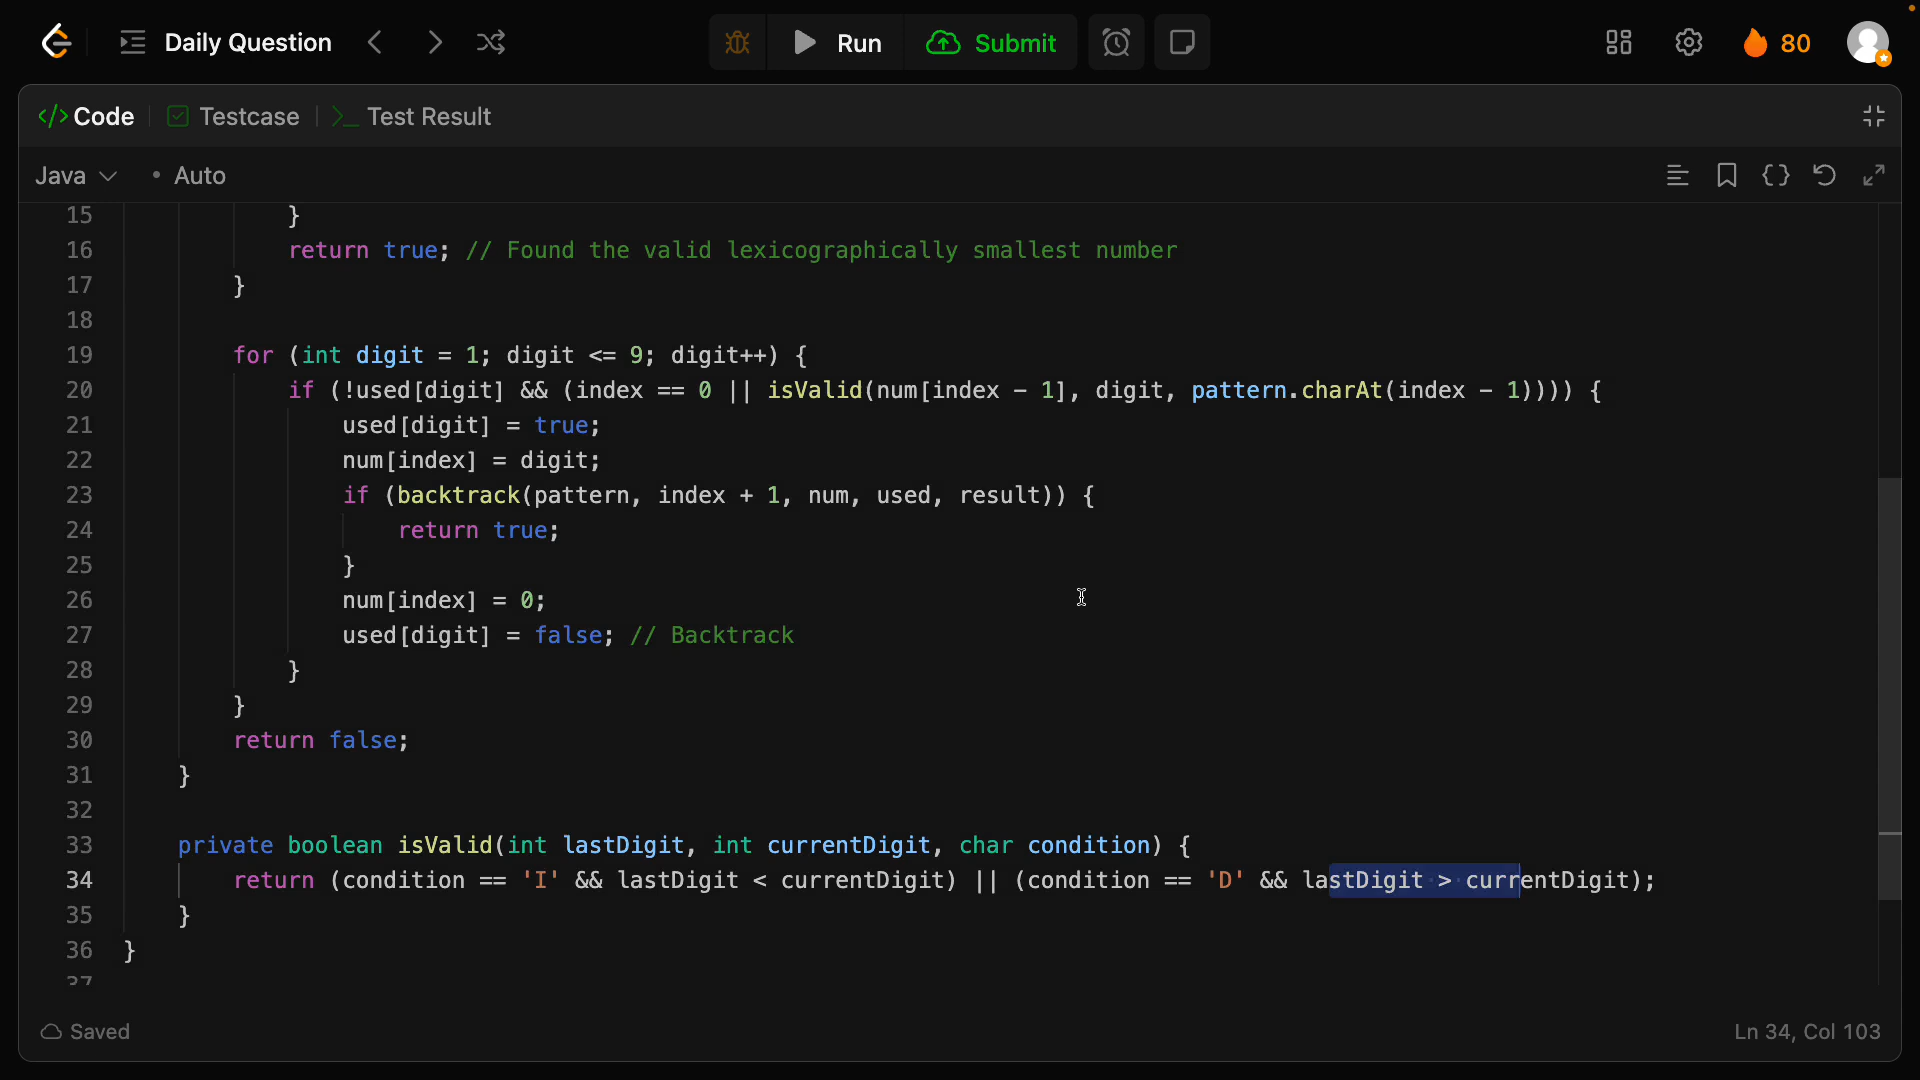 Daily Question
Run
Submit
80
</> Code
Testcase
Test Result
Java
• Auto
15 }
16 return true; // Found the valid lexicographically smallest number
17 }
18
19 for (int digit = 1; digit <= 9; digit++) {
20 if (!used[digit] && (index == 0 || isValid(num[index - 1], digit, pattern.charAt(index - 1)))) {
21 used[digit] = true;
22 num[index] = digit;
23 if (backtrack(pattern, index + 1, num, used, result)) {
24 return true;
25 }
26 num[index] = 0;
27 used[digit] = false; // Backtrack
28 }
29 }
30 return false;
31 }
32
33 private boolean isValid(int lastDigit, int currentDigit, char condition) {
34 return (condition == 'I' && lastDigit < currentDigit) || (condition == 'D' && lastDigit > currentDigit);
35 }
36 }
37
Saved
Ln 34, Col 103